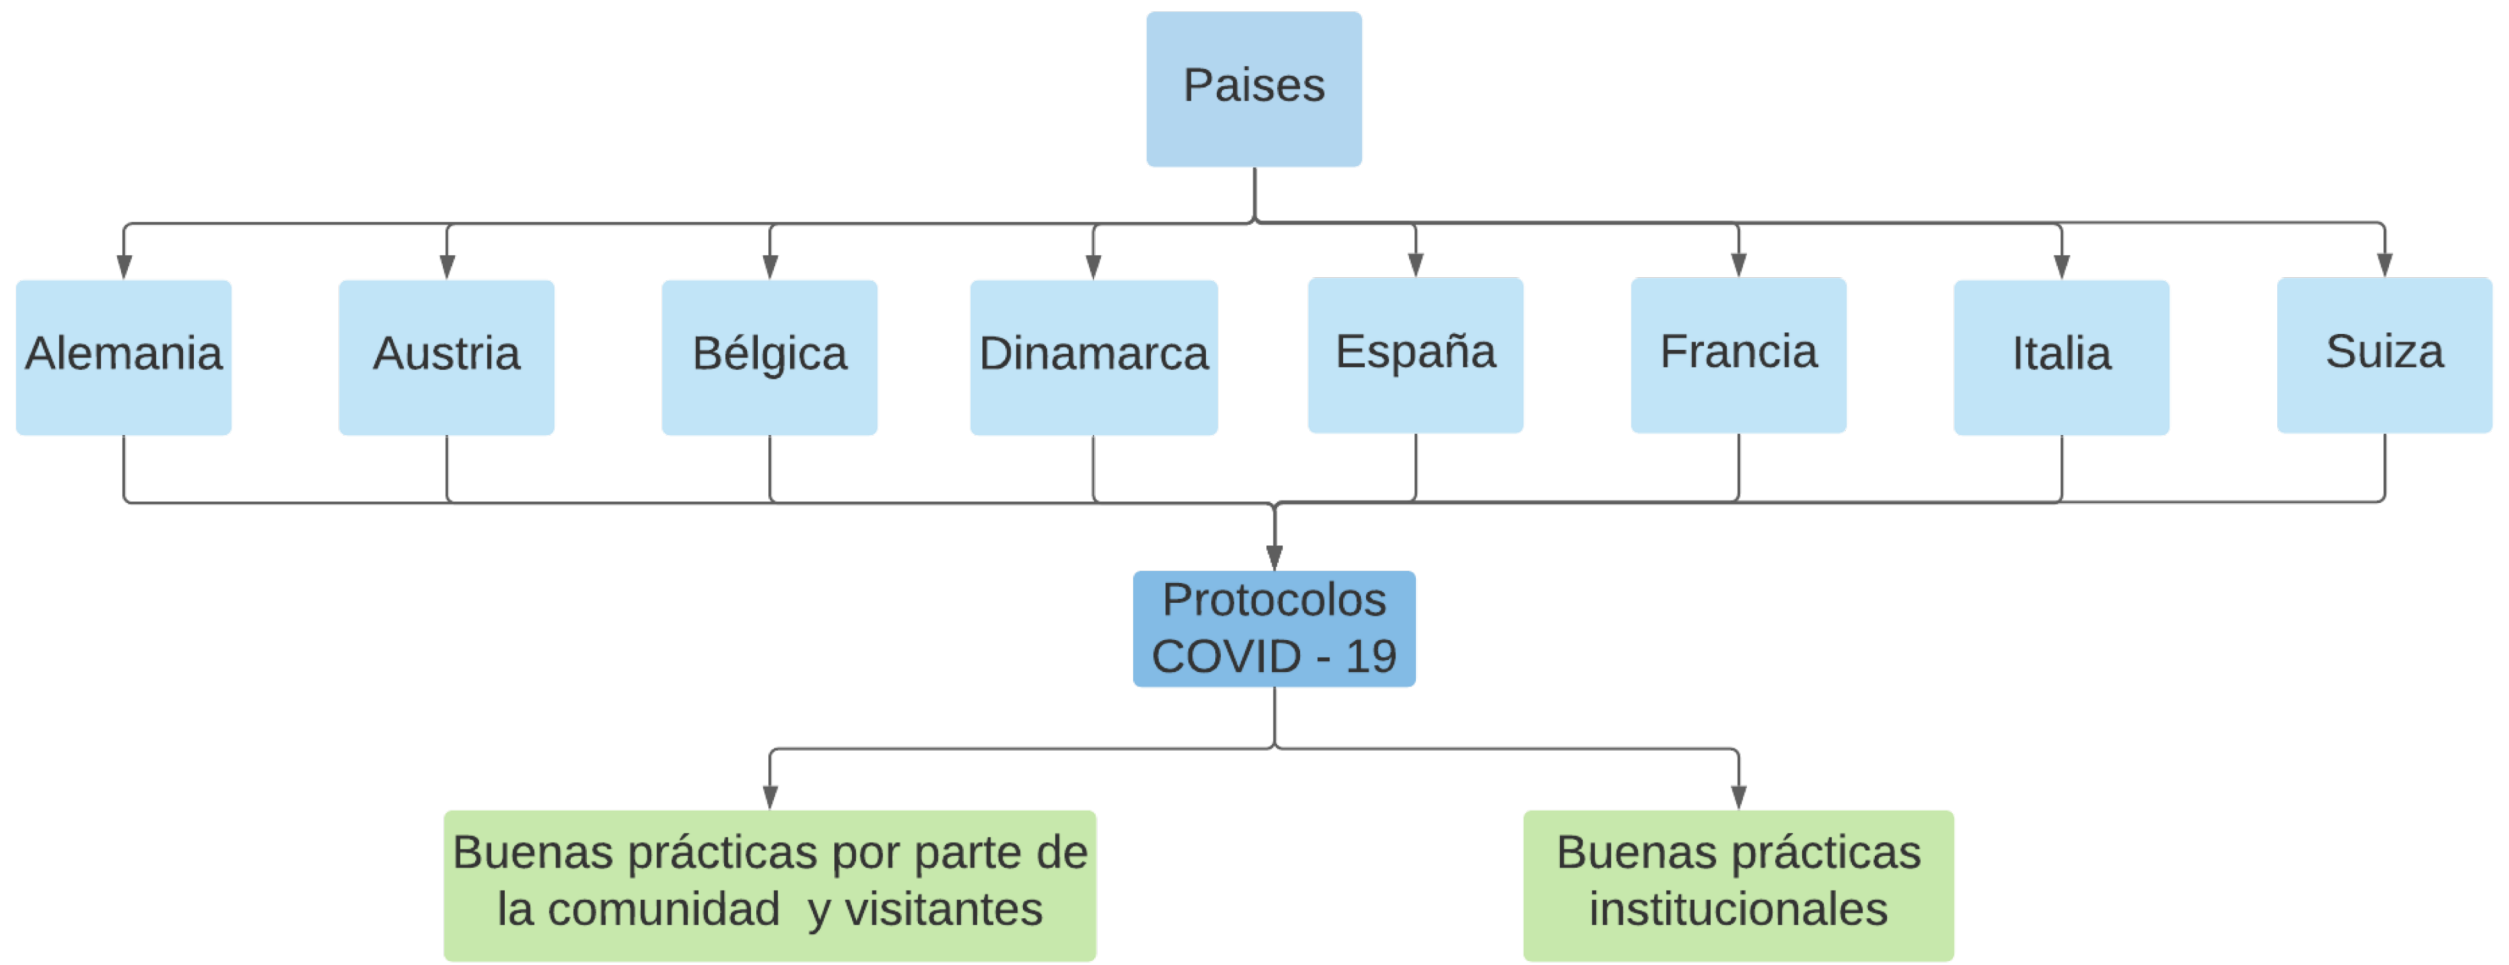 Paises
Alemania
Austria
Bélgica
Dinamarca
España
Francia
Italia
Suiza
Protocolos
COVID - 19
Buenas prácticas por parte de
la comunidad y visitantes
Buenas prácticas
institucionales